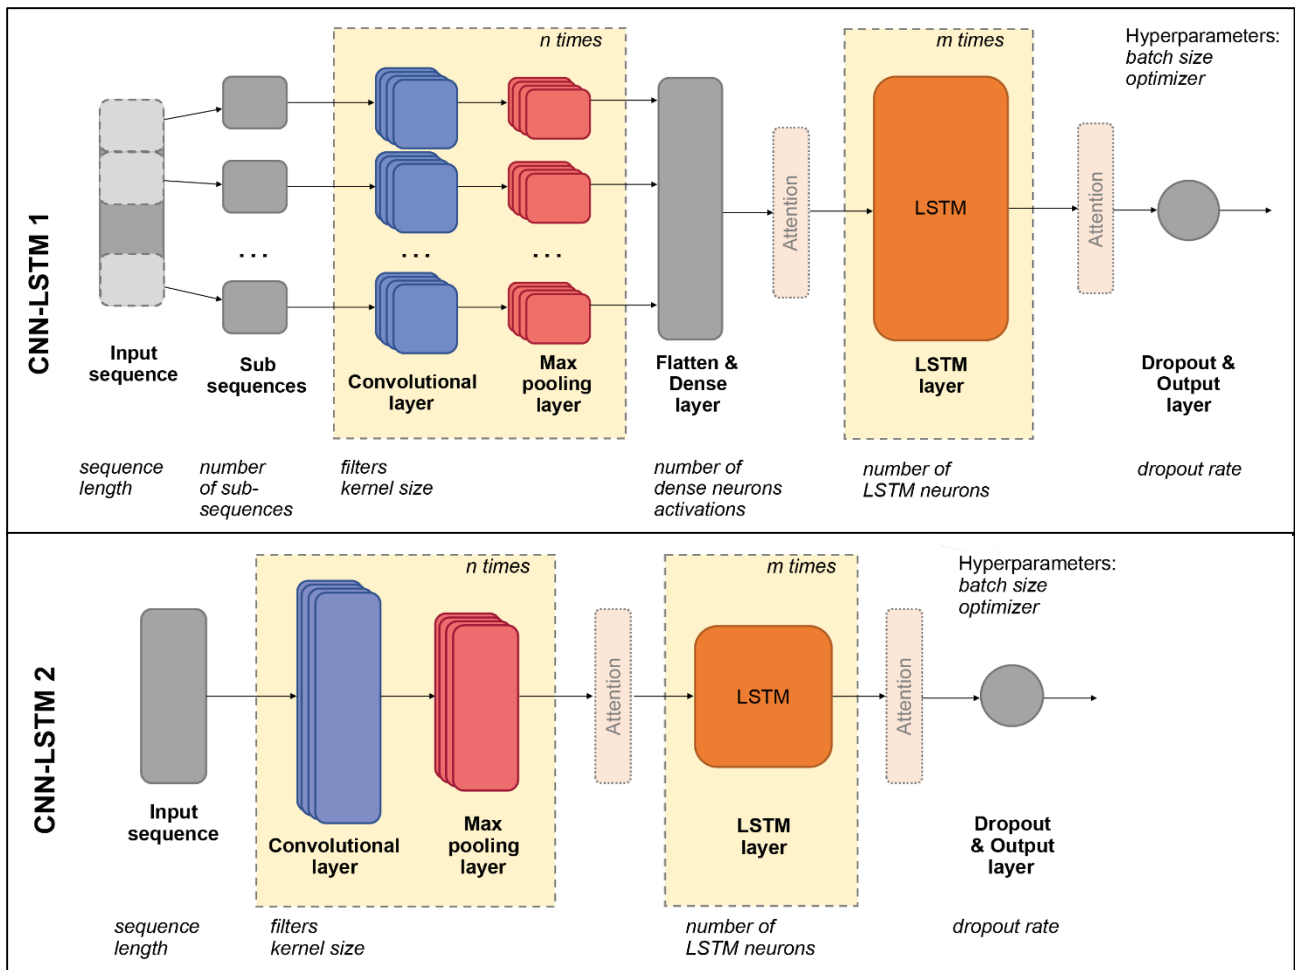 CNN-LSTM 1
n times
m times
Hyperparameters:
batch size
optimizer
Attention
LSTM
Attention
...
...
...
Input
sequence
Sub
sequences
Convolutional
layer
Max
pooling
layer
Flatten &
Dense
layer
LSTM
layer
Dropout &
Output
layer
sequence
length
number
of sub-
sequences
filters
kernel size
number of
dense neurons
activations
number of
LSTM neurons
dropout rate
CNN-LSTM 2
n times
m times
Hyperparameters:
batch size
optimizer
Attention
LSTM
Attention
Input
sequence
Convolutional
layer
Max
pooling
layer
LSTM
layer
Dropout
& Output
layer
sequence
length
filters
kernel size
number of
LSTM neurons
dropout rate